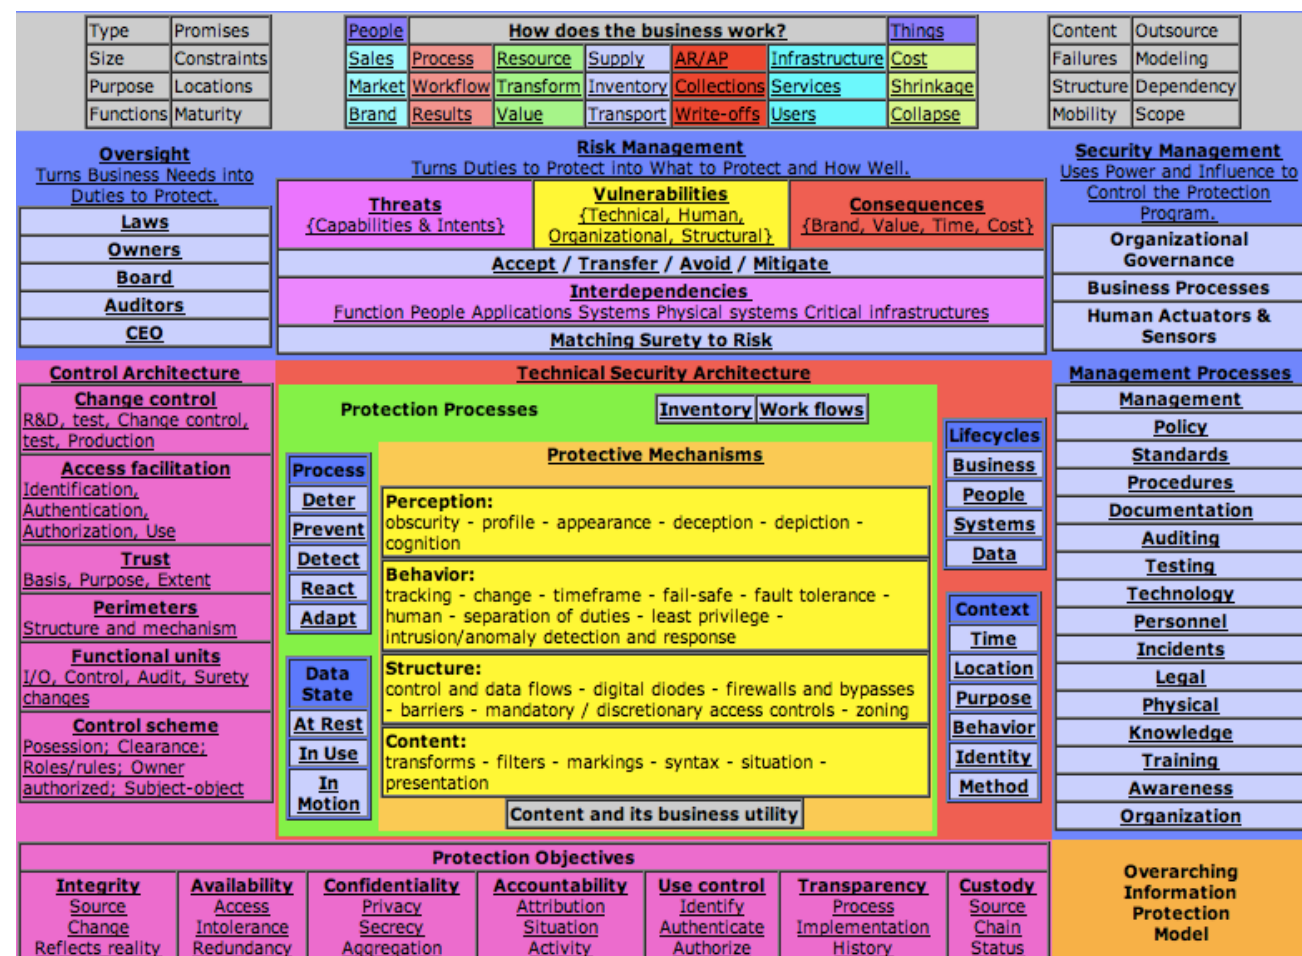 Type Promises
Size Constraints
Purpose Locations
Functions Maturity
People How does the business work? Things
Sales Process Resource Supply AR/AP Infrastructure Cost
Market Workflow Transform Inventory Collections Services Shrinkage
Brand Results Value Transport Write-offs Users Collapse
Content Outsource
Failures Modeling
Structure Dependency
Mobility Scope
Oversight
Turns Business Needs into
Duties to Protect.
Laws
Owners
Board
Auditors
CEO
Risk Management
Turns Duties to Protect into What to Protect and How Well.
Threats
{Capabilities & Intents}
Vulnerabilities
{Technical, Human,
Organizational, Structural}
Consequences
{Brand, Value, Time, Cost}
Accept / Transfer / Avoid / Mitigate
Interdependencies
Function People Applications Systems Physical systems Critical infrastructures
Matching Surety to Risk
Security Management
Uses Power and Influence to
Control the Protection
Program.
Organizational
Governance
Business Processes
Human Actuators &
Sensors
Control Architecture
Change control
R&D, test, Change control,
test, Production
Access facilitation
Identification,
Authentication,
Authorization, Use
Trust
Basis, Purpose, Extent
Perimeters
Structure and mechanism
Functional units
I/O, Control, Audit, Surety
changes
Control scheme
Posession; Clearance;
Roles/rules; Owner
authorized; Subject-object
Technical Security Architecture
Protection Processes
Inventory Work flows
Process
Deter
Prevent
Detect
React
Adapt
Data
State
At Rest
In Use
In
Motion
Protective Mechanisms
Perception:
obscurity - profile - appearance - deception - depiction -
cognition
Behavior:
tracking - change - timeframe - fail-safe - fault tolerance -
human - separation of duties - least privilege -
intrusion/anomaly detection and response
Structure:
control and data flows - digital diodes - firewalls and bypasses
- barriers - mandatory / discretionary access controls - zoning
Content:
transforms - filters - markings - syntax - situation -
presentation
Content and its business utility
Lifecycles
Business
People
Systems
Data
Context
Time
Location
Purpose
Behavior
Identity
Method
Management Processes
Management
Policy
Standards
Procedures
Documentation
Auditing
Testing
Technology
Personnel
Incidents
Legal
Physical
Knowledge
Training
Awareness
Organization
Protection Objectives
Integrity Availability Confidentiality Accountability Use control Transparency Custody
Source Access Privacy Attribution Identify Process Source
Change Intolerance Secrecy Situation Authenticate Implementation Chain
Reflects reality Redundancy Aggregation Activity Authorize History Status
Overarching
Information
Protection
Model